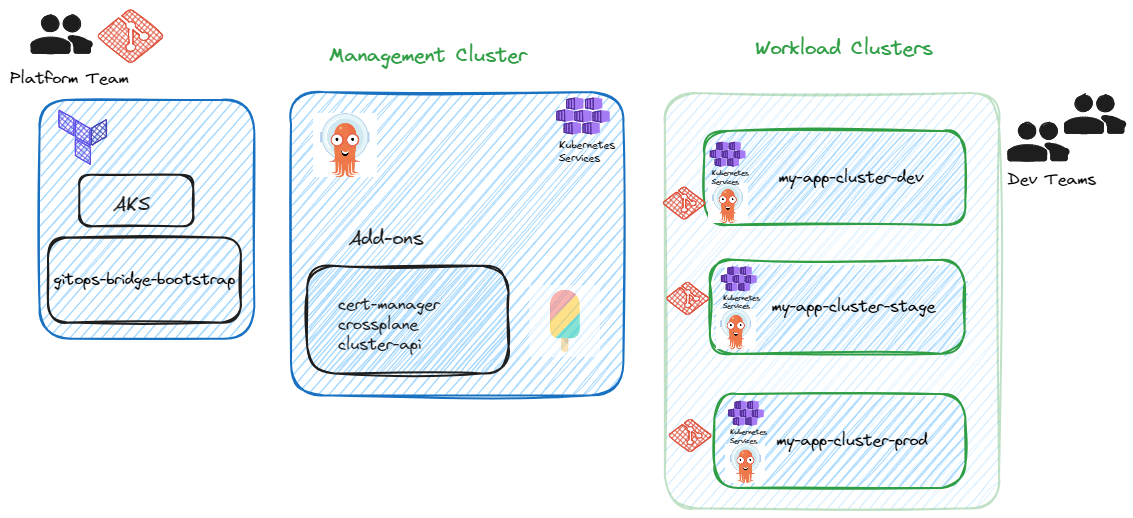 Platform Team
AKS
gitops-bridge-bootstrap
Management Cluster
Kubernetes
Services
Add-ons
cert-manager
crossplane
cluster-api
Workload Clusters
Kubernetes
Services
my-app-cluster-dev
Kubernetes
Services
my-app-cluster-stage
Kubernetes
Services
my-app-cluster-prod
Dev Teams